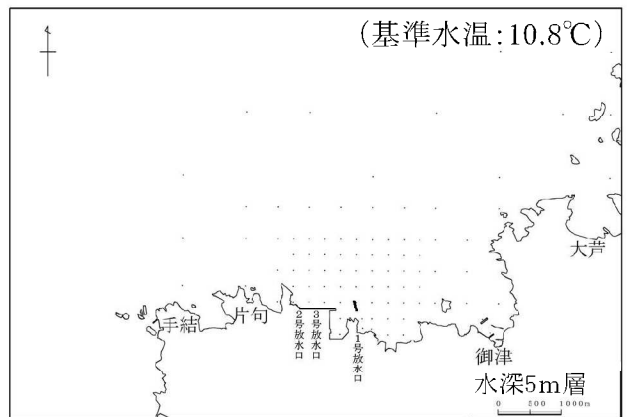 (基準水温:10.8℃)
大芦
手結
片句
2号放水口
3号放水口
1号放水口
御津
水深5m層
0 500 1000m